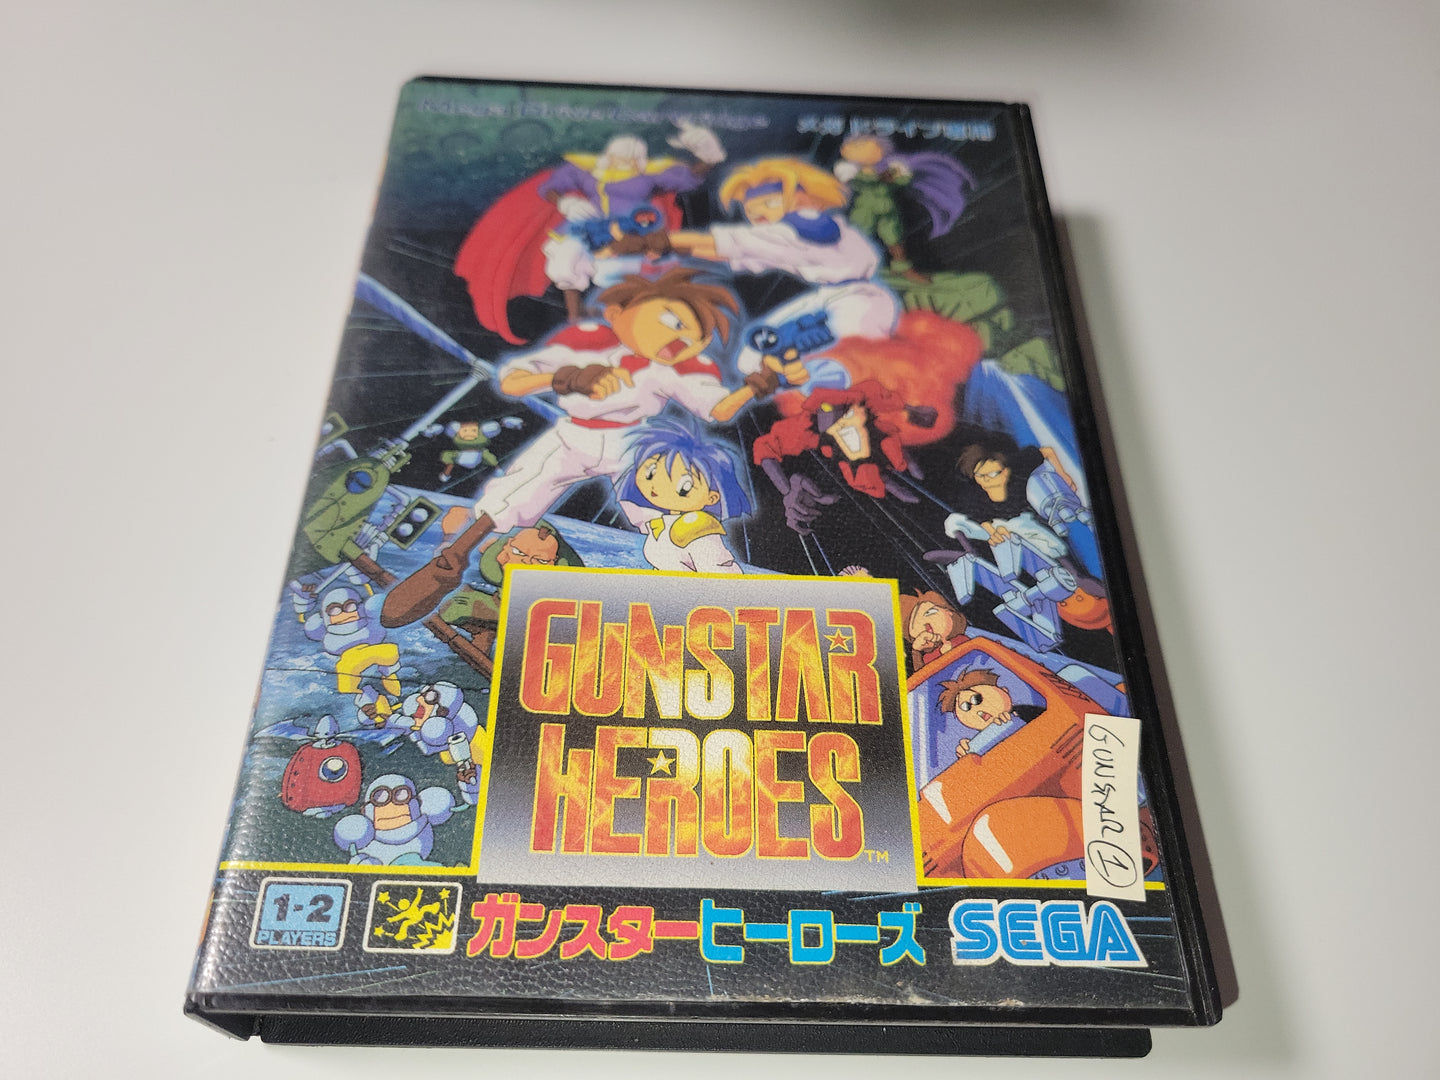 メガドライブ専用
GUNSTAR
HEROES
TM
1-2
PLAYERS
ガンスターヒーローズ
SEGA
GUNSTAR 1